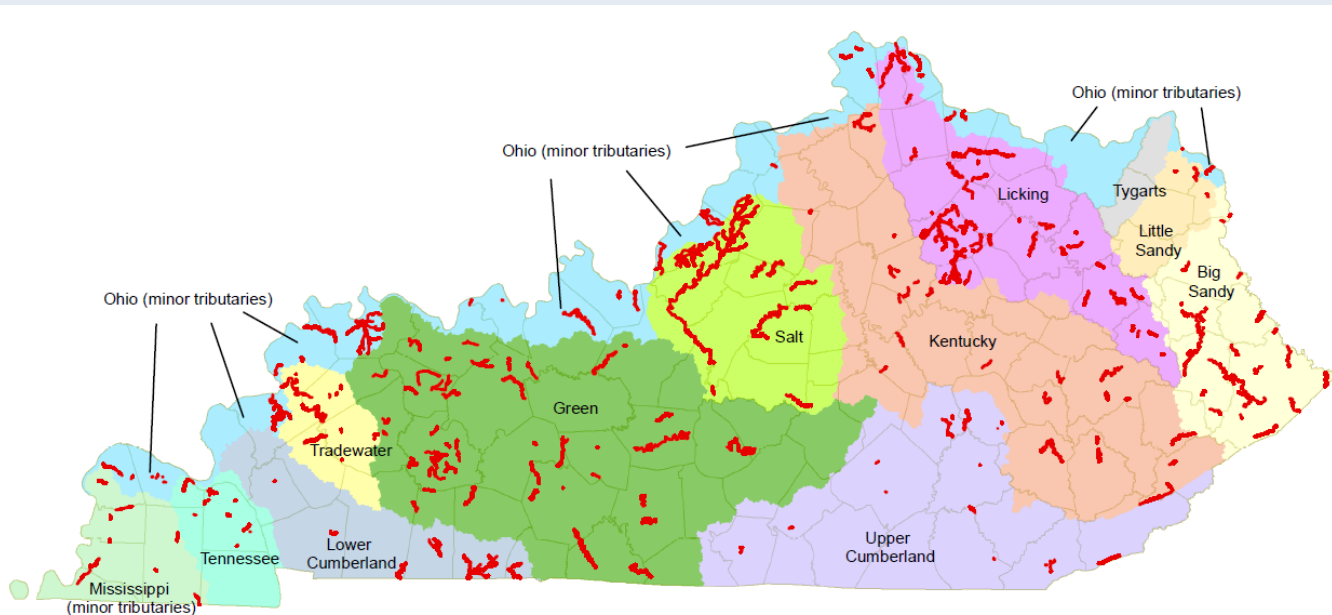 Ohio (minor tributaries)
Ohio (minor tributaries)
Licking
Tygarts
Little
Sandy
Big
Sandy
Ohio (minor tributaries)
Salt
Kentucky
Green
Tradewater
Lower
Cumberland
Upper
Cumberland
Tennessee
Mississippi
(minor tributaries)